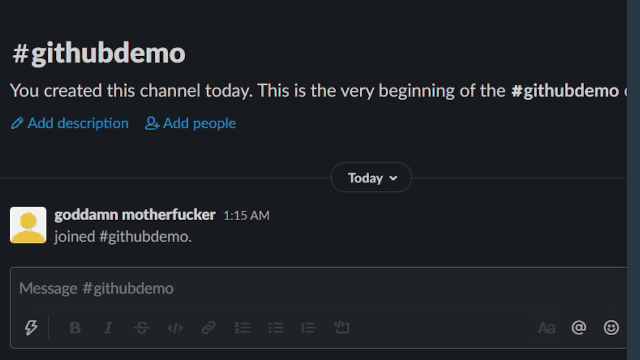 #githubdemo
You created this channel today. This is the very beginning of the #githubdemo
Add description Add people
Today
goddamn motherfucker 1:15 AM
joined #githubdemo.
Message #githubdemo
B I S </> Aa @